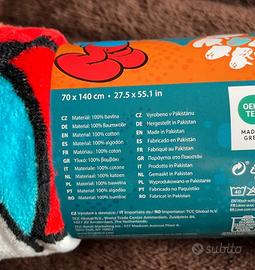 70 x 140 cm • 27.5 x 55.1 in
CZ Materiál: 100% bavlna
DE Material: 100% Baumwolle
EN Material: 100% cotton
ES Material: 100% algodón
FR Matériau : 100% coton
GR Υλικό: 100% βαμβάκι
IT Materiale: 100% cotone
NL Materiaal: 100% katoen
PL Materiał: 100% bawełna
PT Material: 100% algodão
RO Material: 100% bumbac
CZ Vyrobeno v Pákistánu
DE Hergestellt in Pakistan
EN Made in Pakistan
ES Fabricado en Pakistán
FR Fabriqué au Pakistan
GR Παράγεται στο Πακιστάν
IT Prodotto in Pakistan
NL Gemaakt in Pakistan
PL Wyprodukowano w Pakistanie
PT Fabricado no Paquistão
RO Fabricat în Pakistan
OEK
TE
MADE
GRE
subito